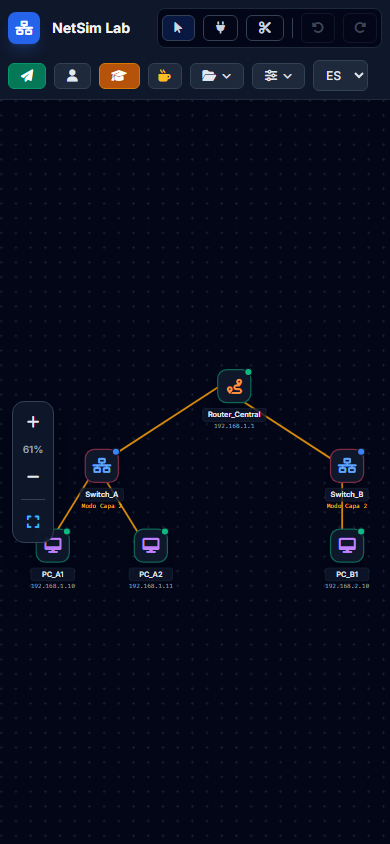 NetSim Lab
ES
Router_Central
192.168.1.1
61%
Switch_A
Modo Capa 2
Switch_B
Modo Capa 2
PC_A1
192.168.1.10
PC_A2
192.168.1.11
PC_B1
192.168.2.10